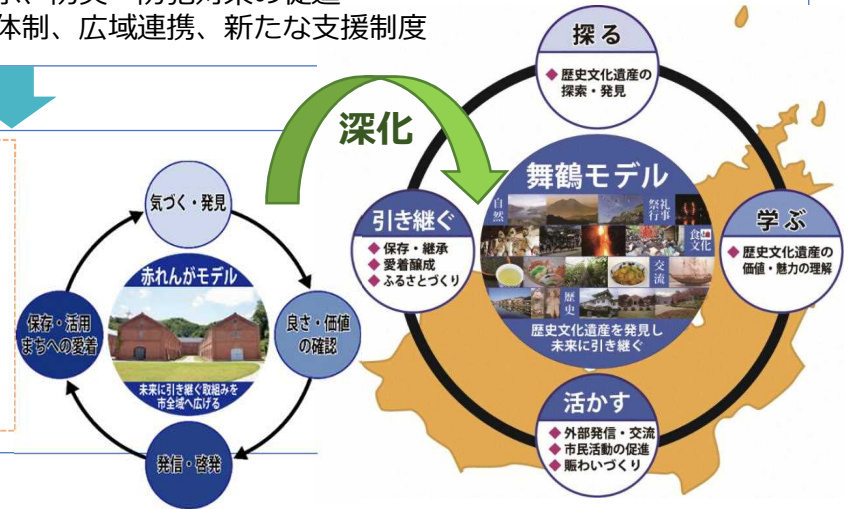 体制、広域連携、新たな支援制度
深化
気づく・発見
赤れんがモデル
未来に引き継ぐ取組みを
市全域へ広げる
良さ・価値
の確認
発信・啓発
保存・活用
まちへの愛着
探る
◆歴史文化遺産の
探索・発見
舞鶴モデル
自然
祭礼
行事
食
文化
交流
歴史
歴史文化遺産を発見し
未来に引き継ぐ
学ぶ
◆歴史文化遺産の
価値・魅力の理解
活かす
◆外部発信・交流
◆市民活動の促進
◆賑わいづくり
引き継ぐ
◆保存・継承
◆愛着醸成
◆ふるさとづくり